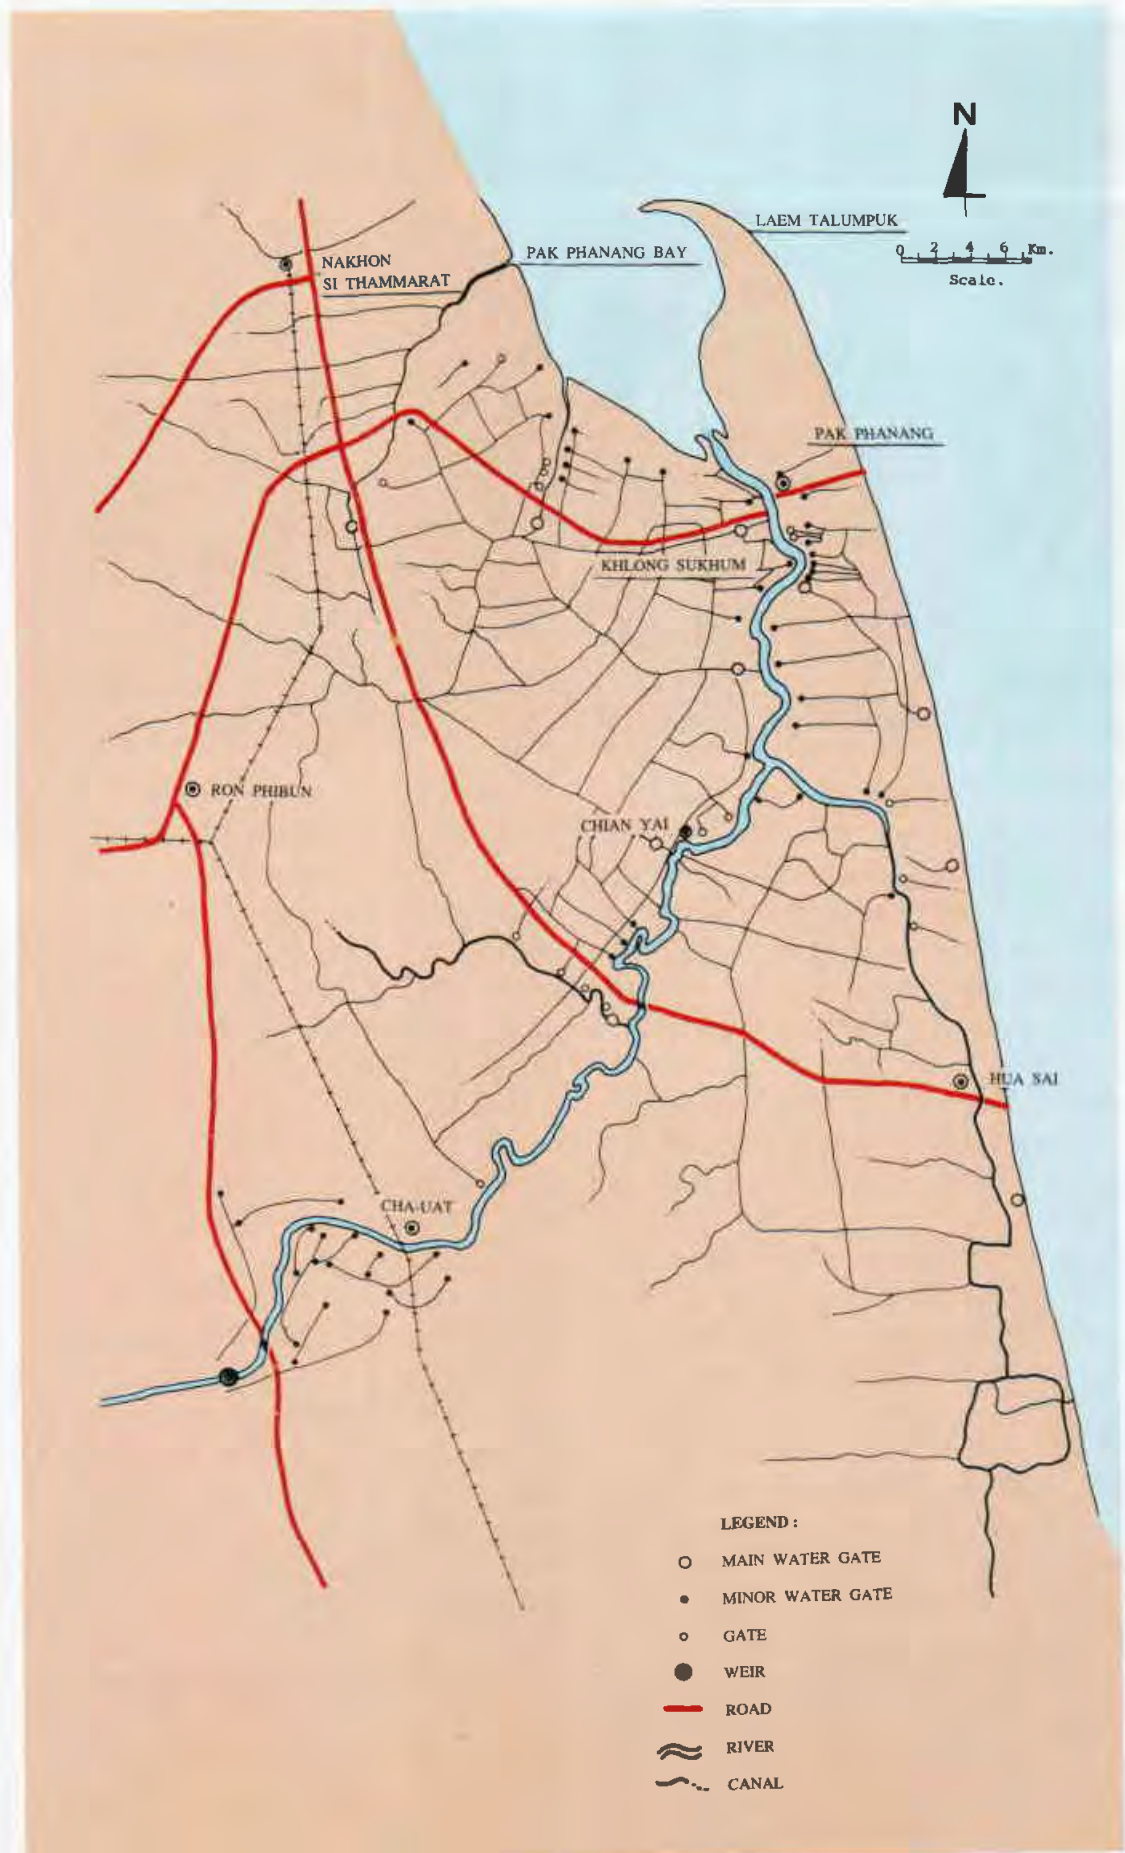 N
LAEM TALUMPUK
0 2 4 6 Km.
Scale.
PAK PHANANG BAY
NAKHON
SI THAMMARAT
PAK PHANANG
KHLONG SUKHUM
RON PHIBUN
CHIAN YAI
HUA SAI
CHA-UAT
LEGEND :
MAIN WATER GATE
MINOR WATER GATE
GATE
WEIR
ROAD
RIVER
CANAL